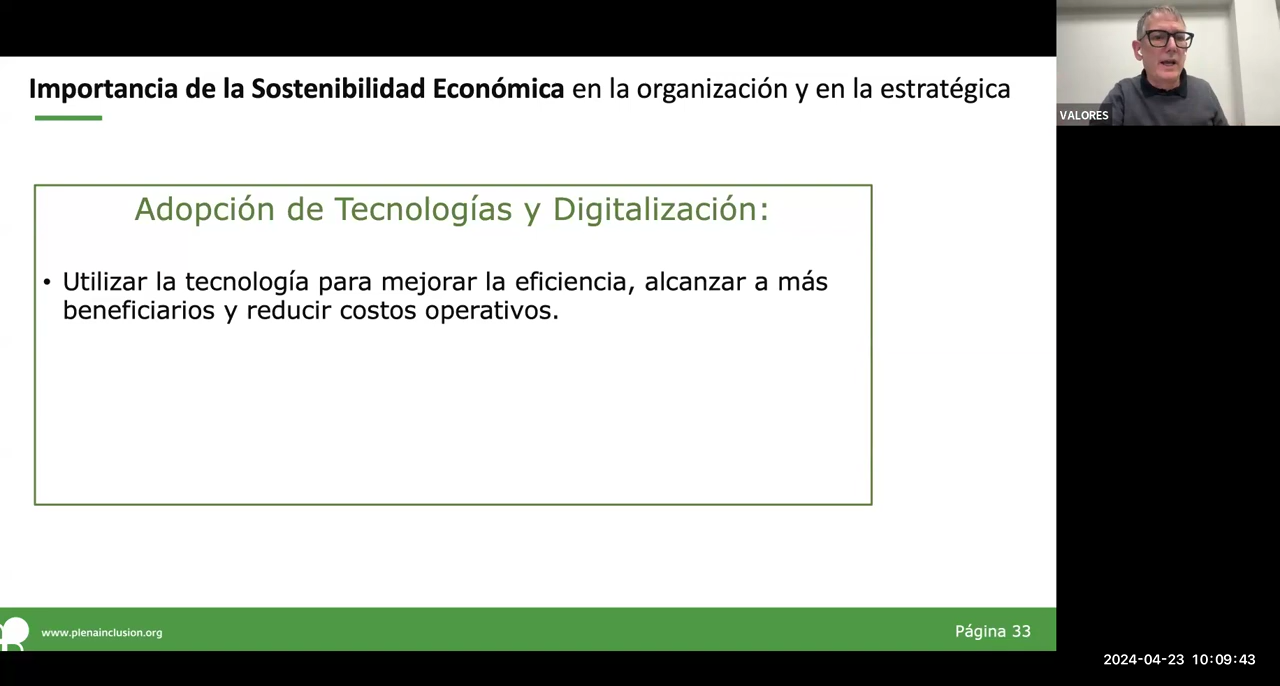 Importancia de la Sostenibilidad Económica en la organización y en la estratégica
VALORES
Adopción de Tecnologías y Digitalización:
• Utilizar la tecnología para mejorar la eficiencia, alcanzar a más
beneficiarios y reducir costos operativos.
www.plenainclusion.org
Página 33
2024-04-23 10:09:43